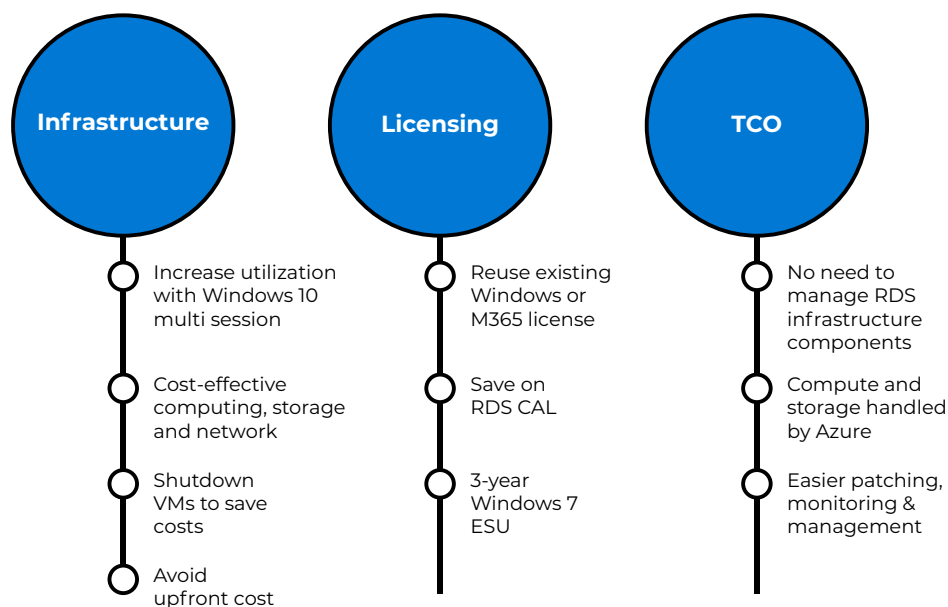 Infrastructure
Increase utilization
with Windows 10
multi session
Cost-effective
computing, storage
and network
Shutdown
VMs to save
costs
Avoid
upfront cost
Licensing
Reuse existing
Windows or
M365 license
Save on
RDS CAL
3-year
Windows 7
ESU
TCO
No need to
manage RDS
infrastructure
components
Compute and
storage handled
by Azure
Easier patching,
monitoring &
management